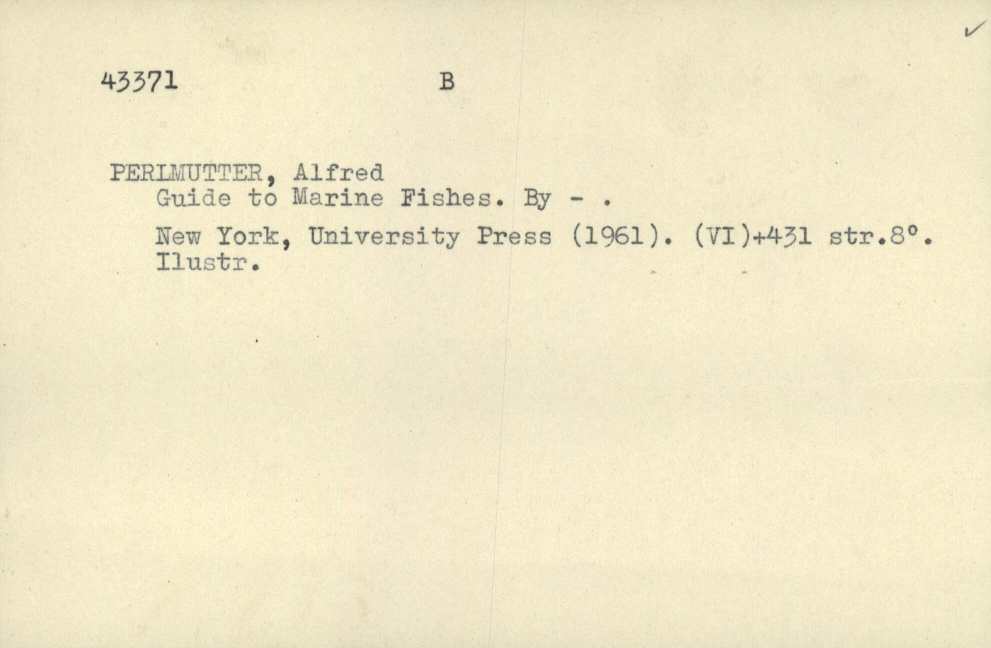 43371 B
PERLMUTTER, Alfred
Guide to Marine Fishes. By - .
New York, University Press (1961). (VI)+431 str.8°.
Ilustr.